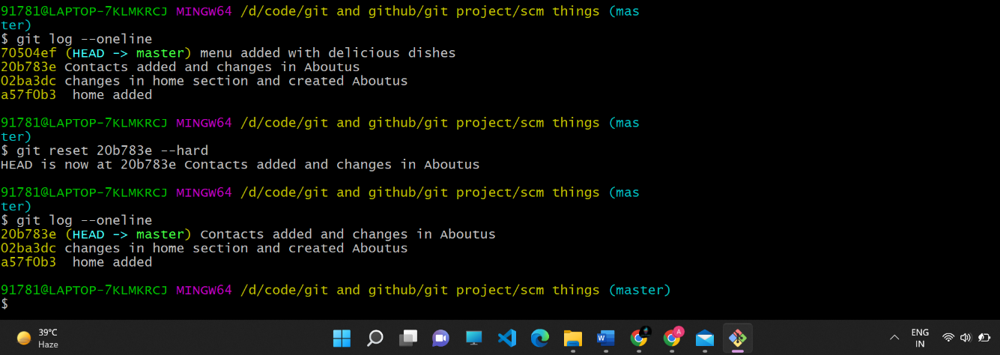 91781@LAPTOP-7KLMKRCJ MINGW64 /d/code/git and github/git project/scm things (mas
ter)
$ git log --oneline
70504ef (HEAD -> master) menu added with delicious dishes
20b783e Contacts added and changes in Aboutus
02ba3dc changes in home section and created Aboutus
a57f0b3  home added
91781@LAPTOP-7KLMKRCJ MINGW64 /d/code/git and github/git project/scm things (mas
ter)
$ git reset 20b783e --hard
HEAD is now at 20b783e Contacts added and changes in Aboutus
91781@LAPTOP-7KLMKRCJ MINGW64 /d/code/git and github/git project/scm things (mas
ter)
$ git log --oneline
20b783e (HEAD -> master) Contacts added and changes in Aboutus
02ba3dc changes in home section and created Aboutus
a57f0b3  home added
91781@LAPTOP-7KLMKRCJ MINGW64 /d/code/git and github/git project/scm things (master)
$
39°C
Haze
W
A
ENG
IN